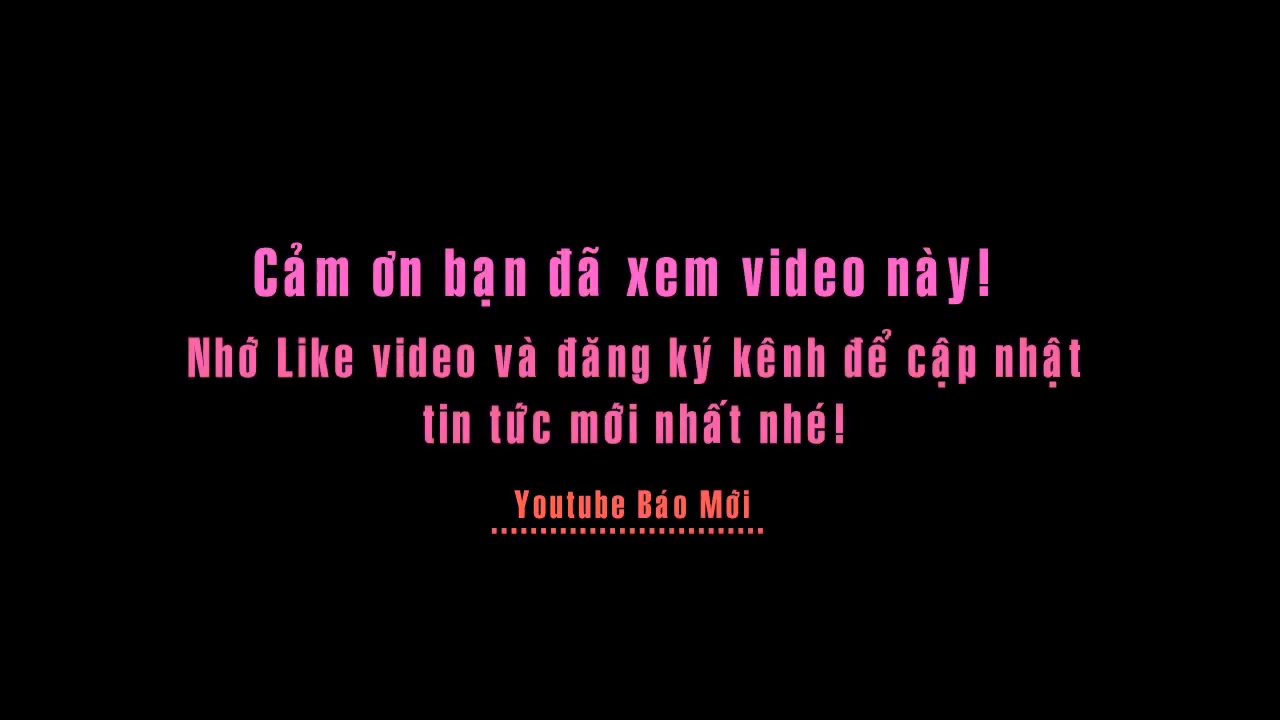 Cảm ơn bạn đã xem video này!
Nhớ Like video và đăng ký kênh để cập nhật
tin tức mới nhất nhé!
Youtube Báo Mới